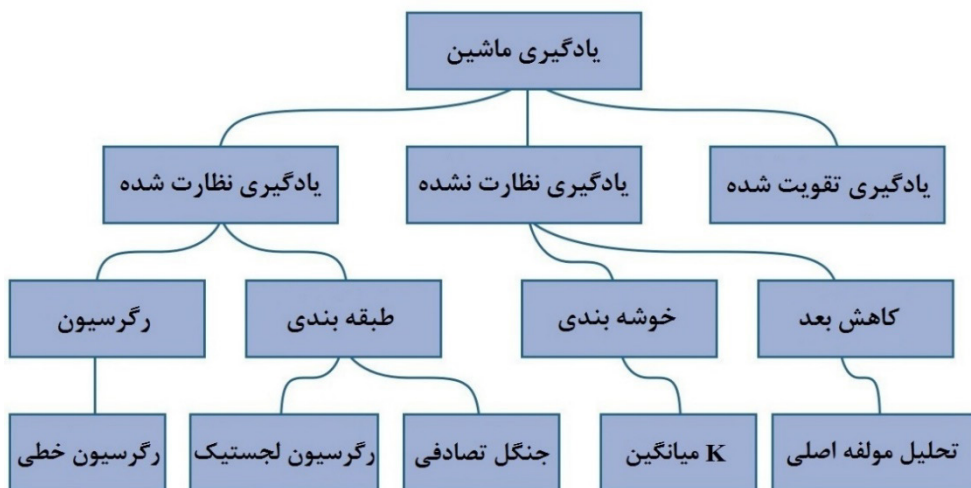 یادگیری ماشین
یادگیری تقویت شده
یادگیری نظارت نشده
یادگیری نظارت شده
کاهش بعد
خوشه بندی
طبقه بندی
رگرسیون
تحلیل مولفه اصلی
K میانگین
جنگل تصادفی
رگرسیون لجستیک
رگرسیون خطی